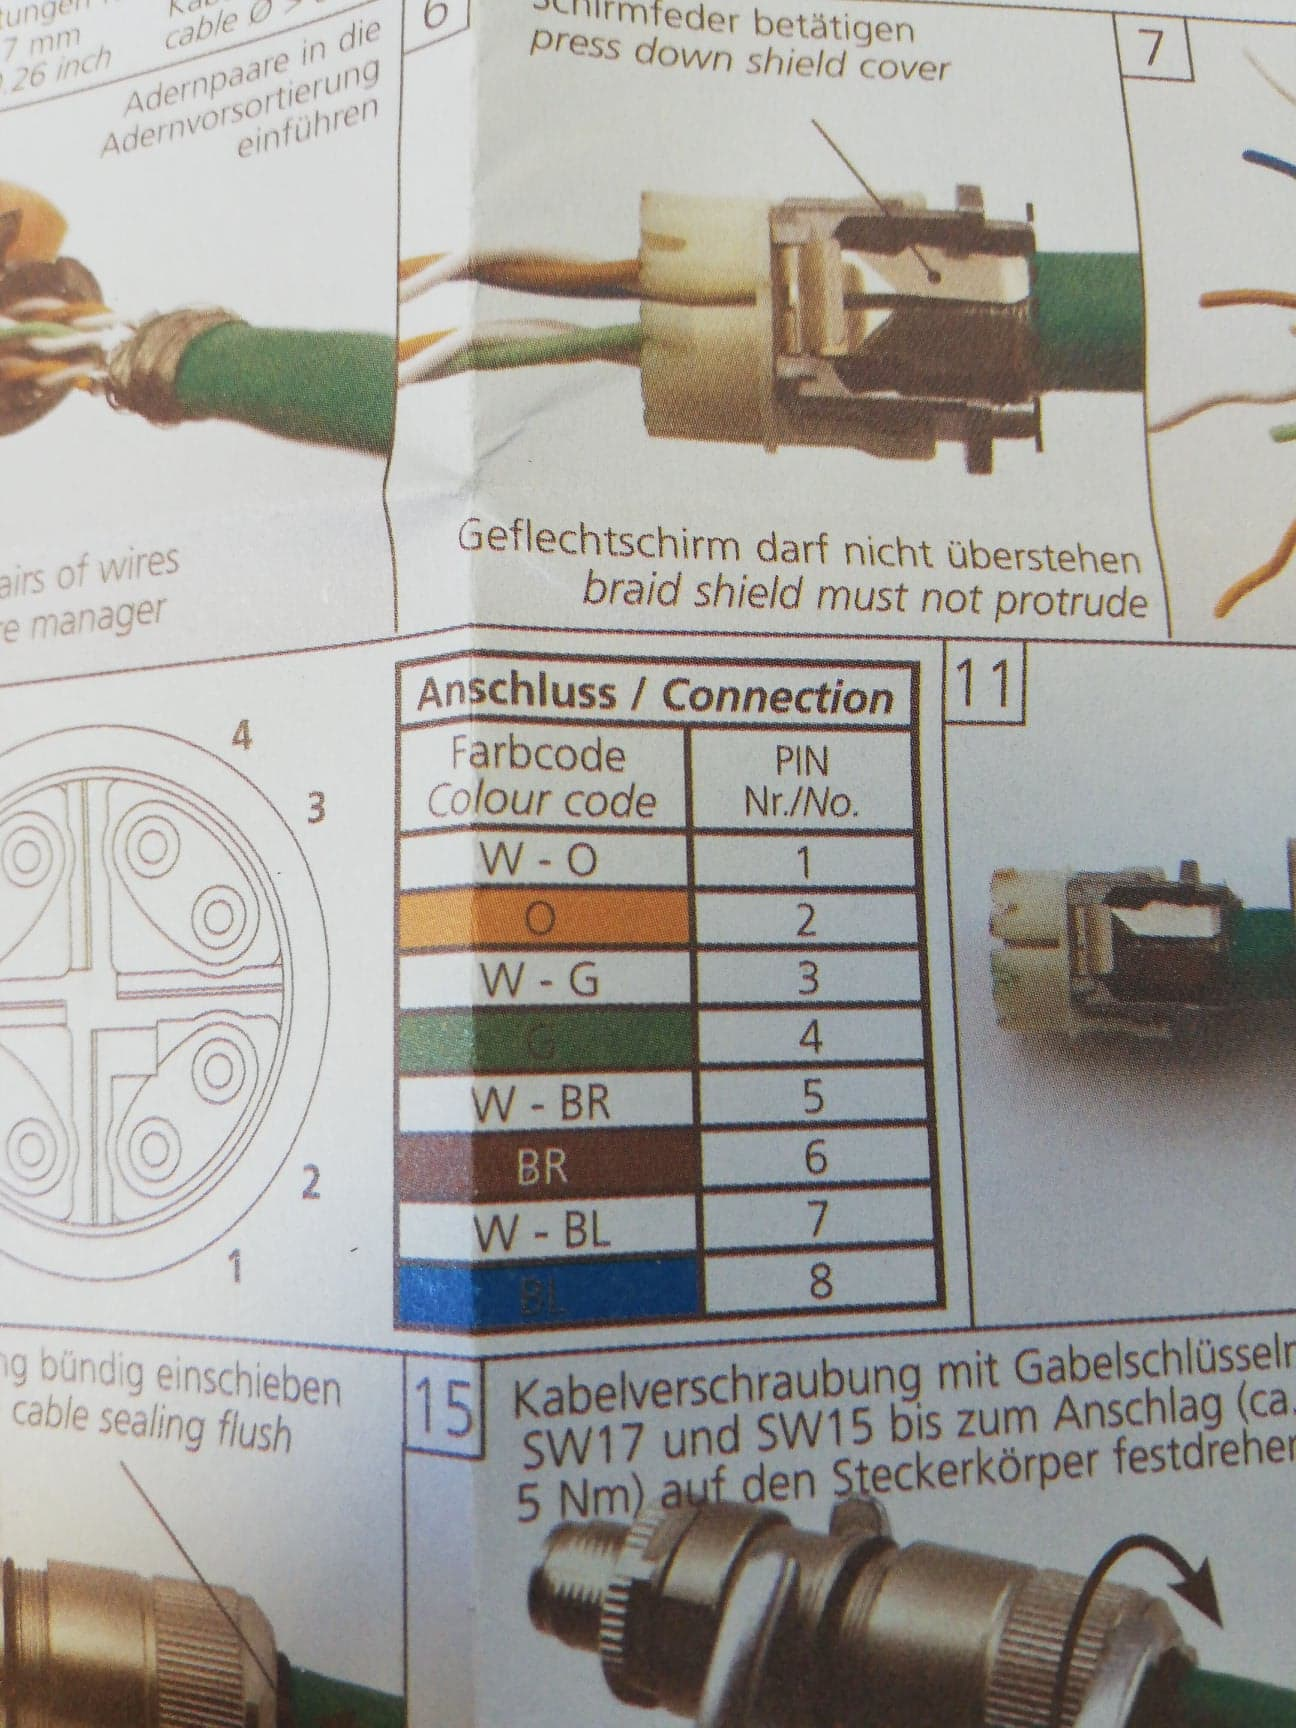 7 mm
cable Ø >
.26 inch
Adernpaare in die
Adernvorsortierung
einführen
6
Schirmfeder betätigen
press down shield cover
7
Geflechtschirm darf nicht überstehen
braid shield must not protrude
airs of wires
re manager
4
3
2
1
Anschluss / Connection
Farbcode PIN
Colour code Nr./No.
W - O 1
O 2
W - G 3
G 4
W - BR 5
BR 6
W - BL 7
BL 8
11
ng bündig einschieben
cable sealing flush
15
Kabelverschraubung mit Gabelschlüsseln
SW17 und SW15 bis zum Anschlag (ca.
5 Nm) auf den Steckerkörper festdrehen